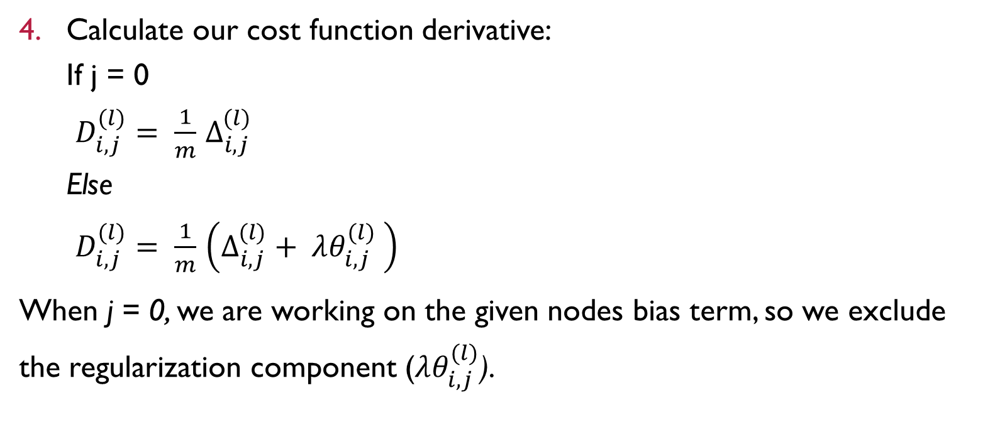 4. Calculate our cost function derivative:
If j = 0
$D_{i,j}^{(l)} = \frac{1}{m} \Delta_{i,j}^{(l)}$
Else
$D_{i,j}^{(l)} = \frac{1}{m} \left( \Delta_{i,j}^{(l)} + \lambda\theta_{i,j}^{(l)} \right)$
When j = 0, we are working on the given nodes bias term, so we exclude
the regularization component ($\lambda\theta_{i,j}^{(l)}$).